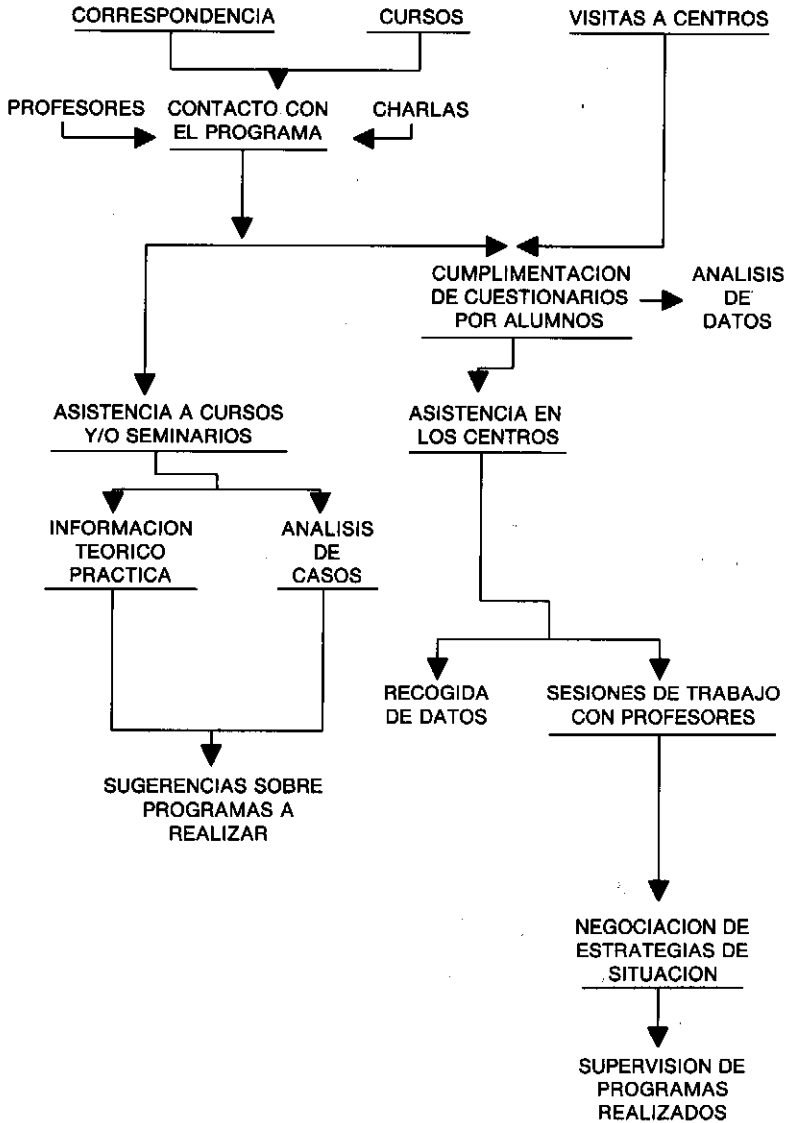 CORRESPONDENCIA
CURSOS
VISITAS A CENTROS
PROFESORES
CONTACTO CON
EL PROGRAMA
CHARLAS
CUMPLIMENTACION
DE CUESTIONARIOS
POR ALUMNOS
ANALISIS
DE
DATOS
ASISTENCIA A CURSOS
Y/O SEMINARIOS
ASISTENCIA EN
LOS CENTROS
INFORMACION
TEORICO
PRACTICA
ANALISIS
DE
CASOS
RECOGIDA
DE DATOS
SESIONES DE TRABAJO
CON PROFESORES
SUGERENCIAS SOBRE
PROGRAMAS A
REALIZAR
NEGOCIACION DE
ESTRATEGIAS DE
SITUACION
SUPERVISION DE
PROGRAMAS
REALIZADOS